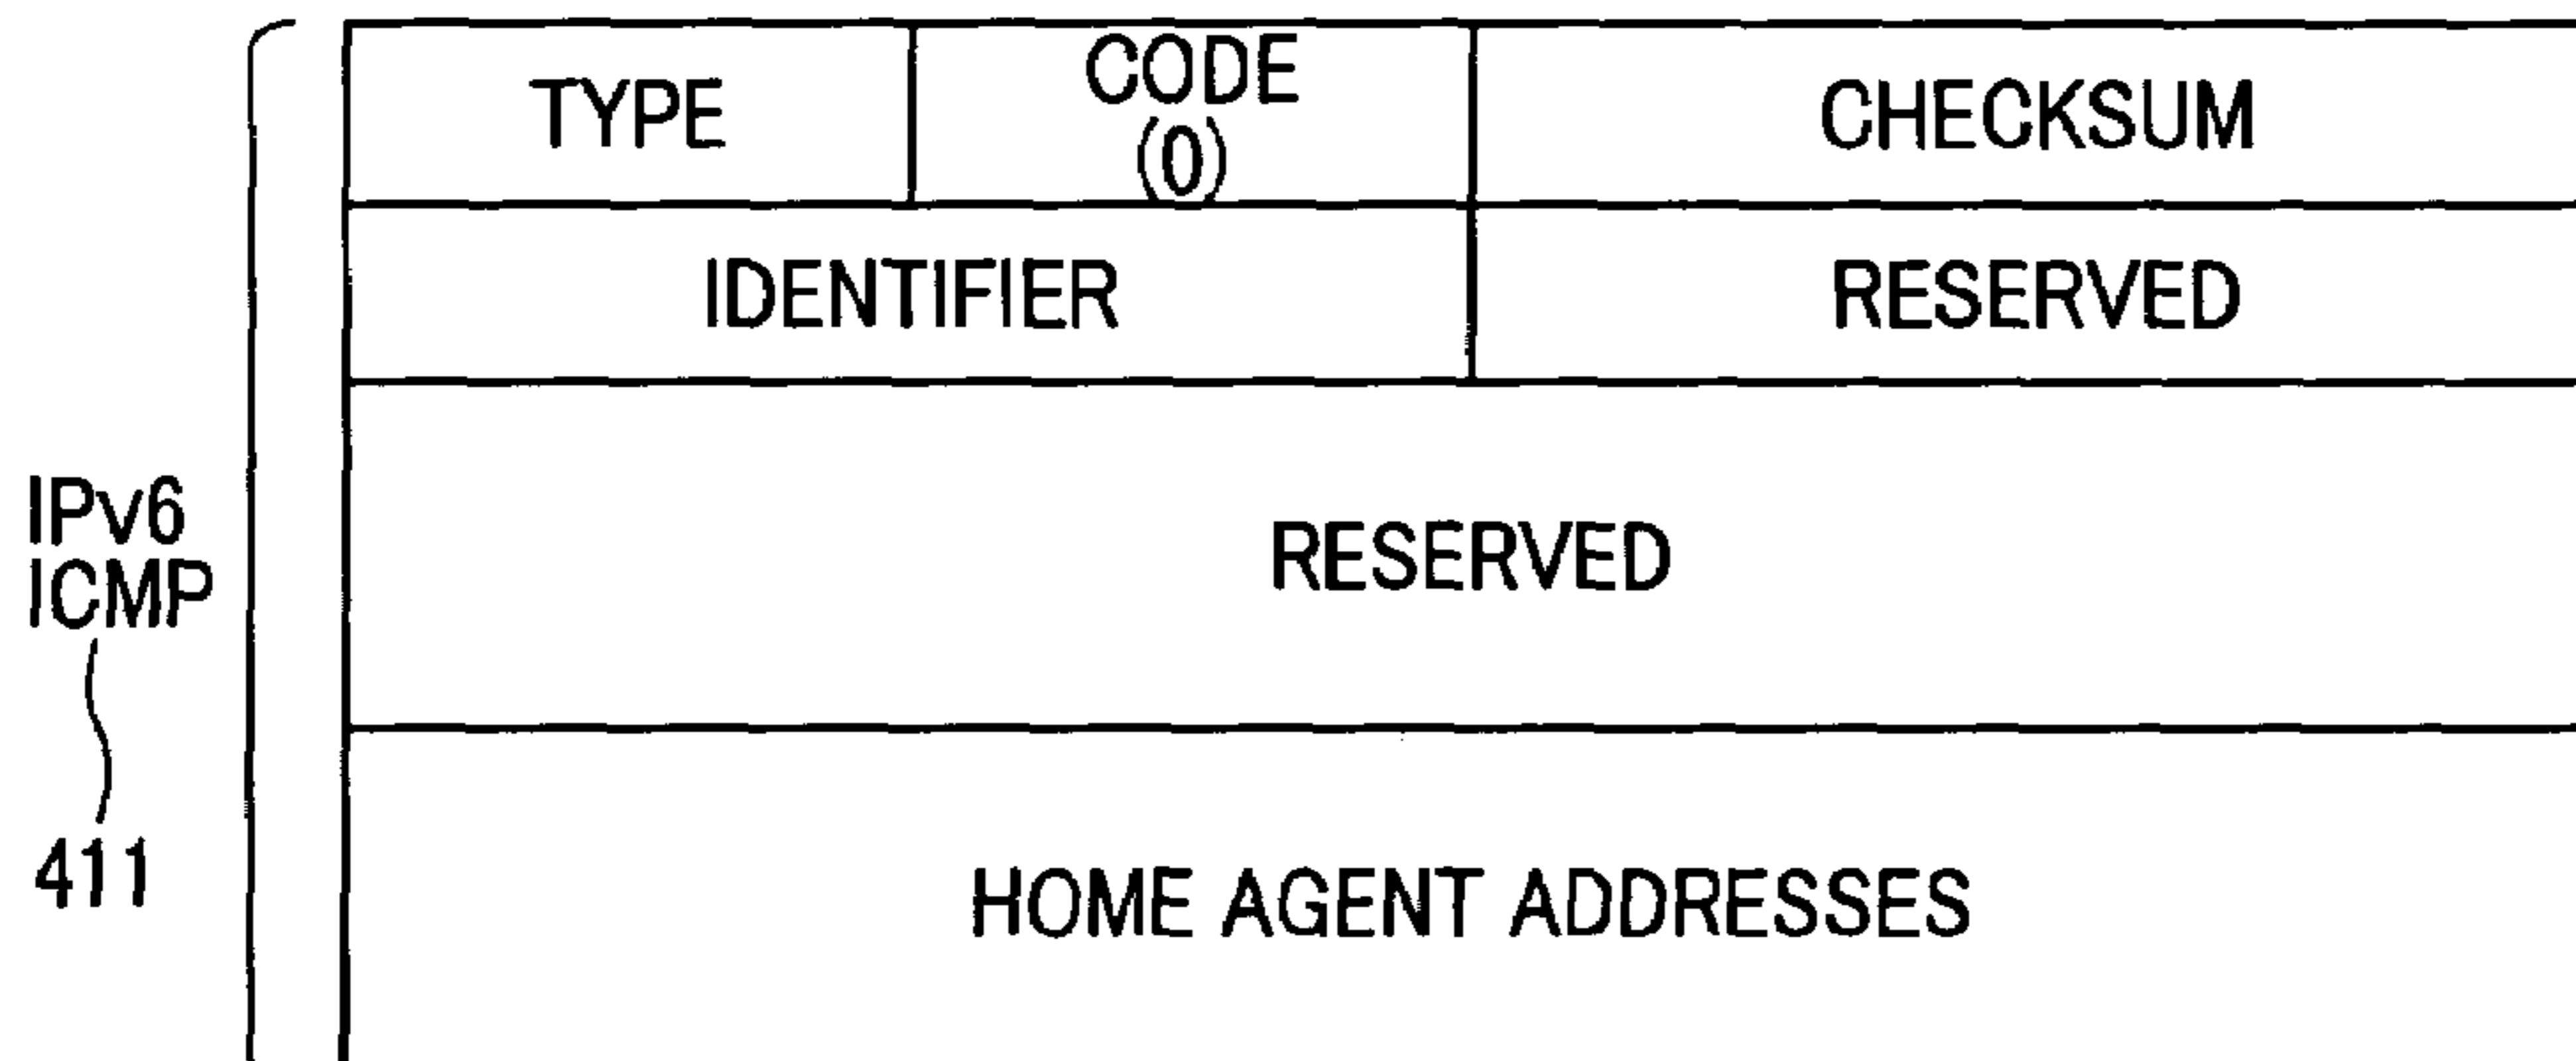 TYPE
CODE
(0)
CHECKSUM
IDENTIFIER
RESERVED
RESERVED
IPv6
ICMP
411
HOME AGENT ADDRESSES